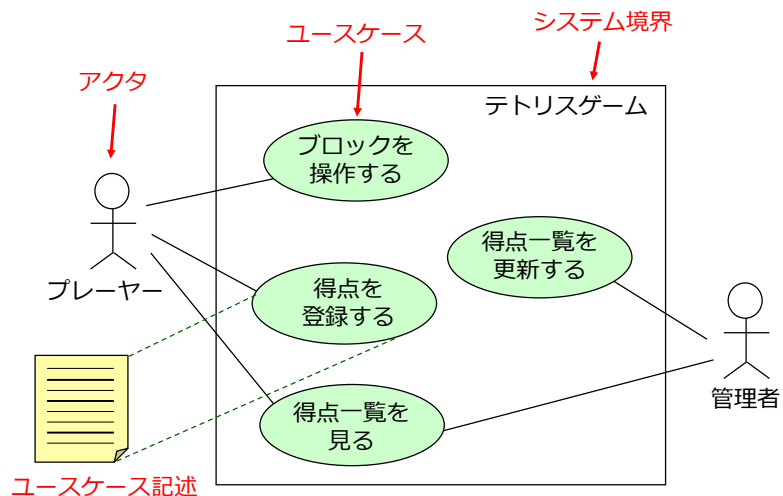 システム境界
ユースケース
アクタ
テトリスゲーム
ブロックを
操作する
得点一覧を
更新する
プレーヤー
得点を
登録する
管理者
得点一覧を
見る
ユースケース記述